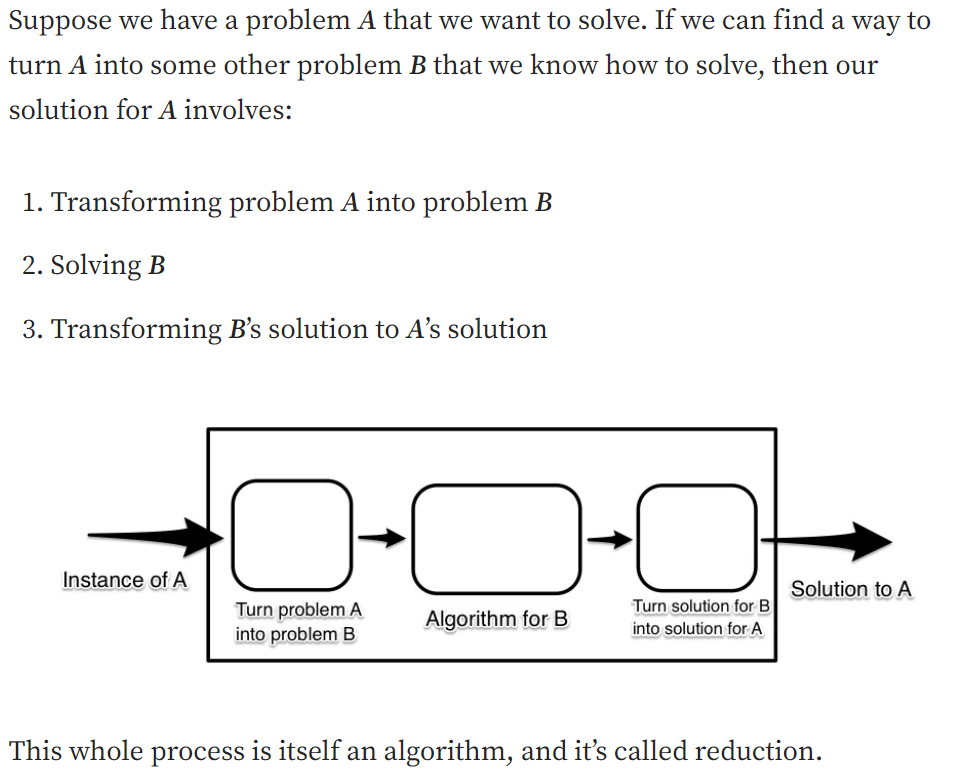 Suppose we have a problem A that we want to solve. If we can find a way to
turn A into some other problem B that we know how to solve, then our
solution for A involves:
1. Transforming problem A into problem B
2. Solving B
3. Transforming B’s solution to A’s solution
Instance of A
Turn problem A
into problem B
Algorithm for B
Turn solution for B
into solution for A
Solution to A
This whole process is itself an algorithm, and it’s called reduction.